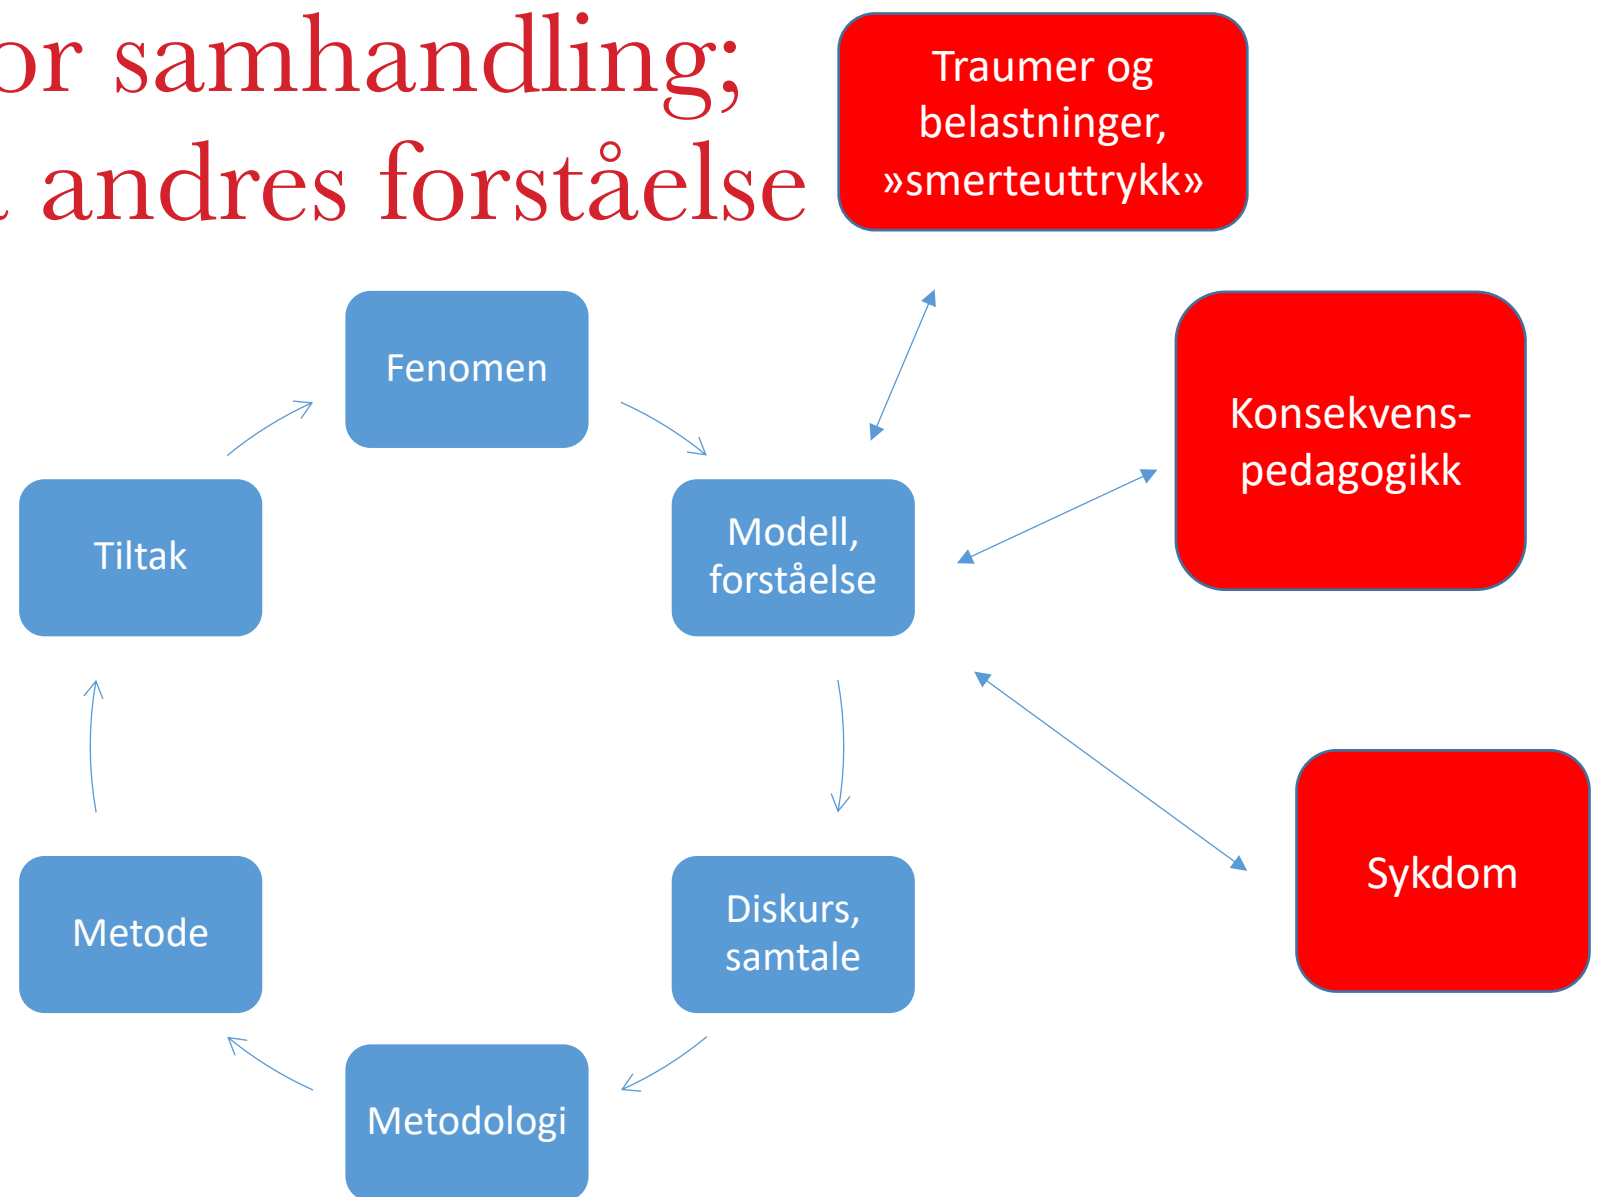 or samhandling;
andres forståelse
Traumer og
belastninger,
»smerteuttrykk»
Fenomen
Konsekvens-
pedagogikk
Tiltak
Modell,
forståelse
Metode
Diskurs,
samtale
Sykdom
Metodologi